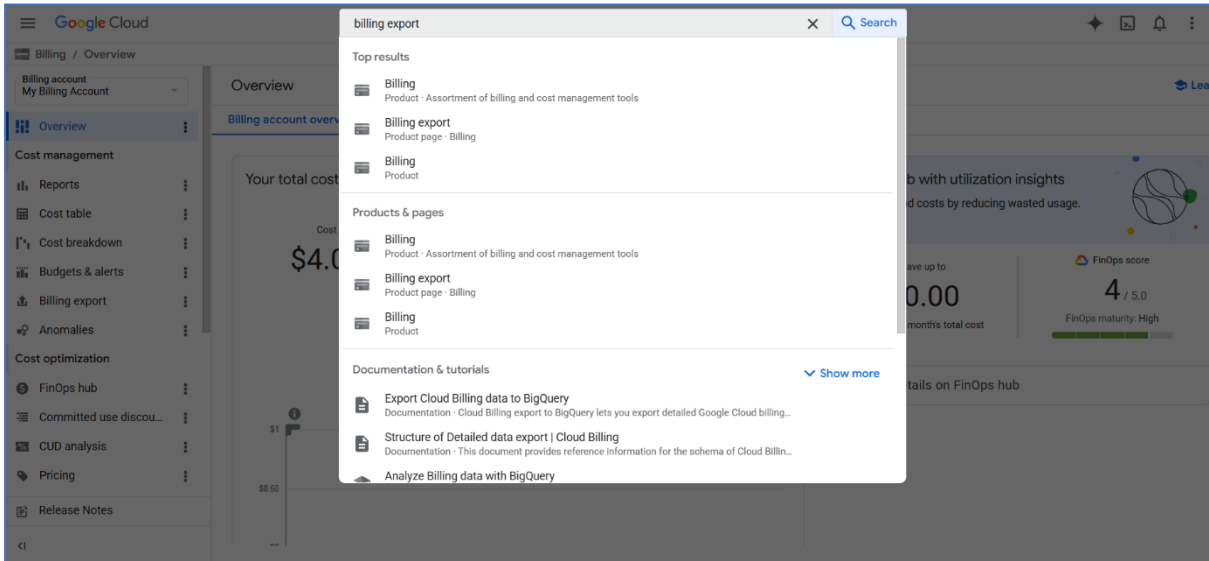 Google Cloud
billing export
Search
Billing / Overview
Billing account
My Billing Account
Overview
Cost management
Reports
Cost table
Cost breakdown
Budgets & alerts
Billing export
Anomalies
Cost optimization
FinOps hub
Committed use discou...
CUD analysis
Pricing
Release Notes
Overview
Billing account overv
Your total cost
Cost
$4.0
$1
$0.50
Top results
Billing
Product · Assortment of billing and cost management tools
Billing export
Product page · Billing
Billing
Product
Products & pages
Billing
Product · Assortment of billing and cost management tools
Billing export
Product page · Billing
Billing
Product
Documentation & tutorials
Show more
Export Cloud Billing data to BigQuery
Documentation · Cloud Billing export to BigQuery lets you export detailed Google Cloud billing...
Structure of Detailed data export | Cloud Billing
Documentation · This document provides reference information for the schema of Cloud Billin...
Analyze Billing data with BigQuery
Lea
b with utilization insights
d costs by reducing wasted usage.
ave up to
0.00
month's total cost
FinOps score
4 / 5.0
FinOps maturity: High
tails on FinOps hub